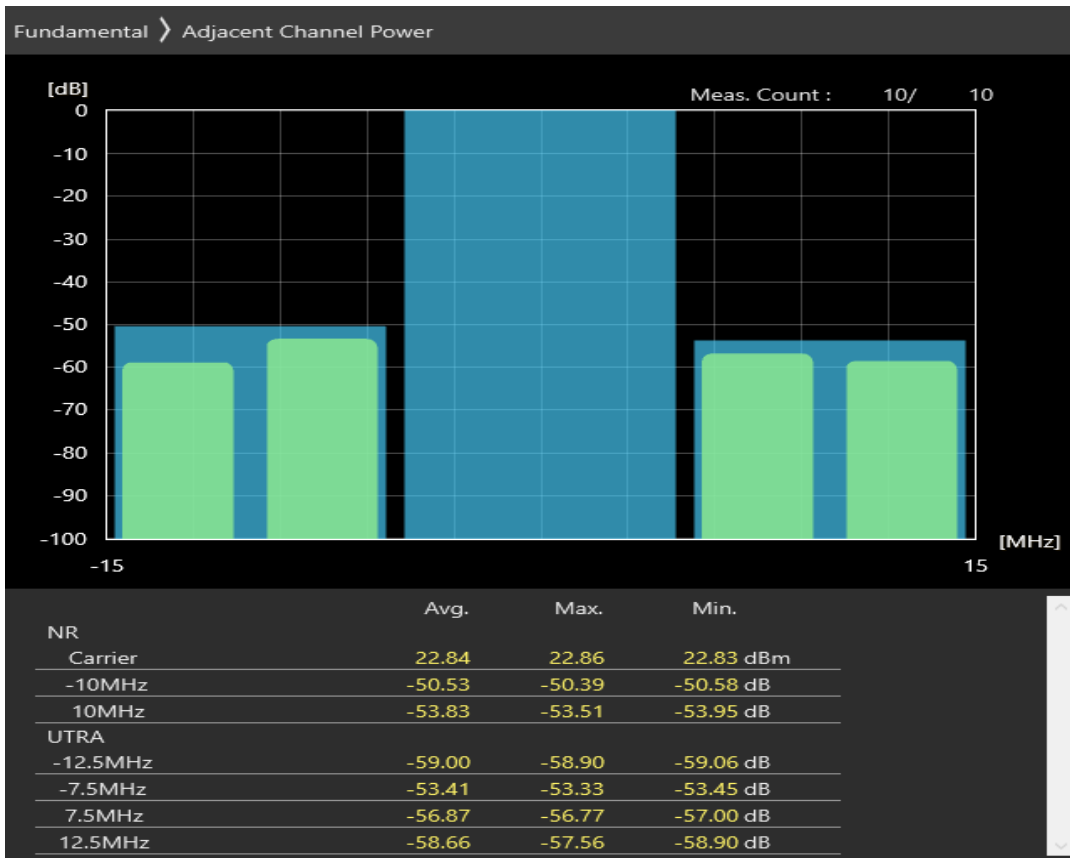 Fundamental 〉 Adjacent Channel Power
[dB]
Meas. Count : 10/ 10
0
-10
-20
-30
-40
-50
-60
-70
-80
-90
-100
[MHz]
-15 15
Avg. Max. Min.
NR
Carrier 22.84 22.86 22.83 dBm
-10MHz -50.53 -50.39 -50.58 dB
10MHz -53.83 -53.51 -53.95 dB
UTRA
-12.5MHz -59.00 -58.90 -59.06 dB
-7.5MHz -53.41 -53.33 -53.45 dB
7.5MHz -56.87 -56.77 -57.00 dB
12.5MHz -58.66 -57.56 -58.90 dB